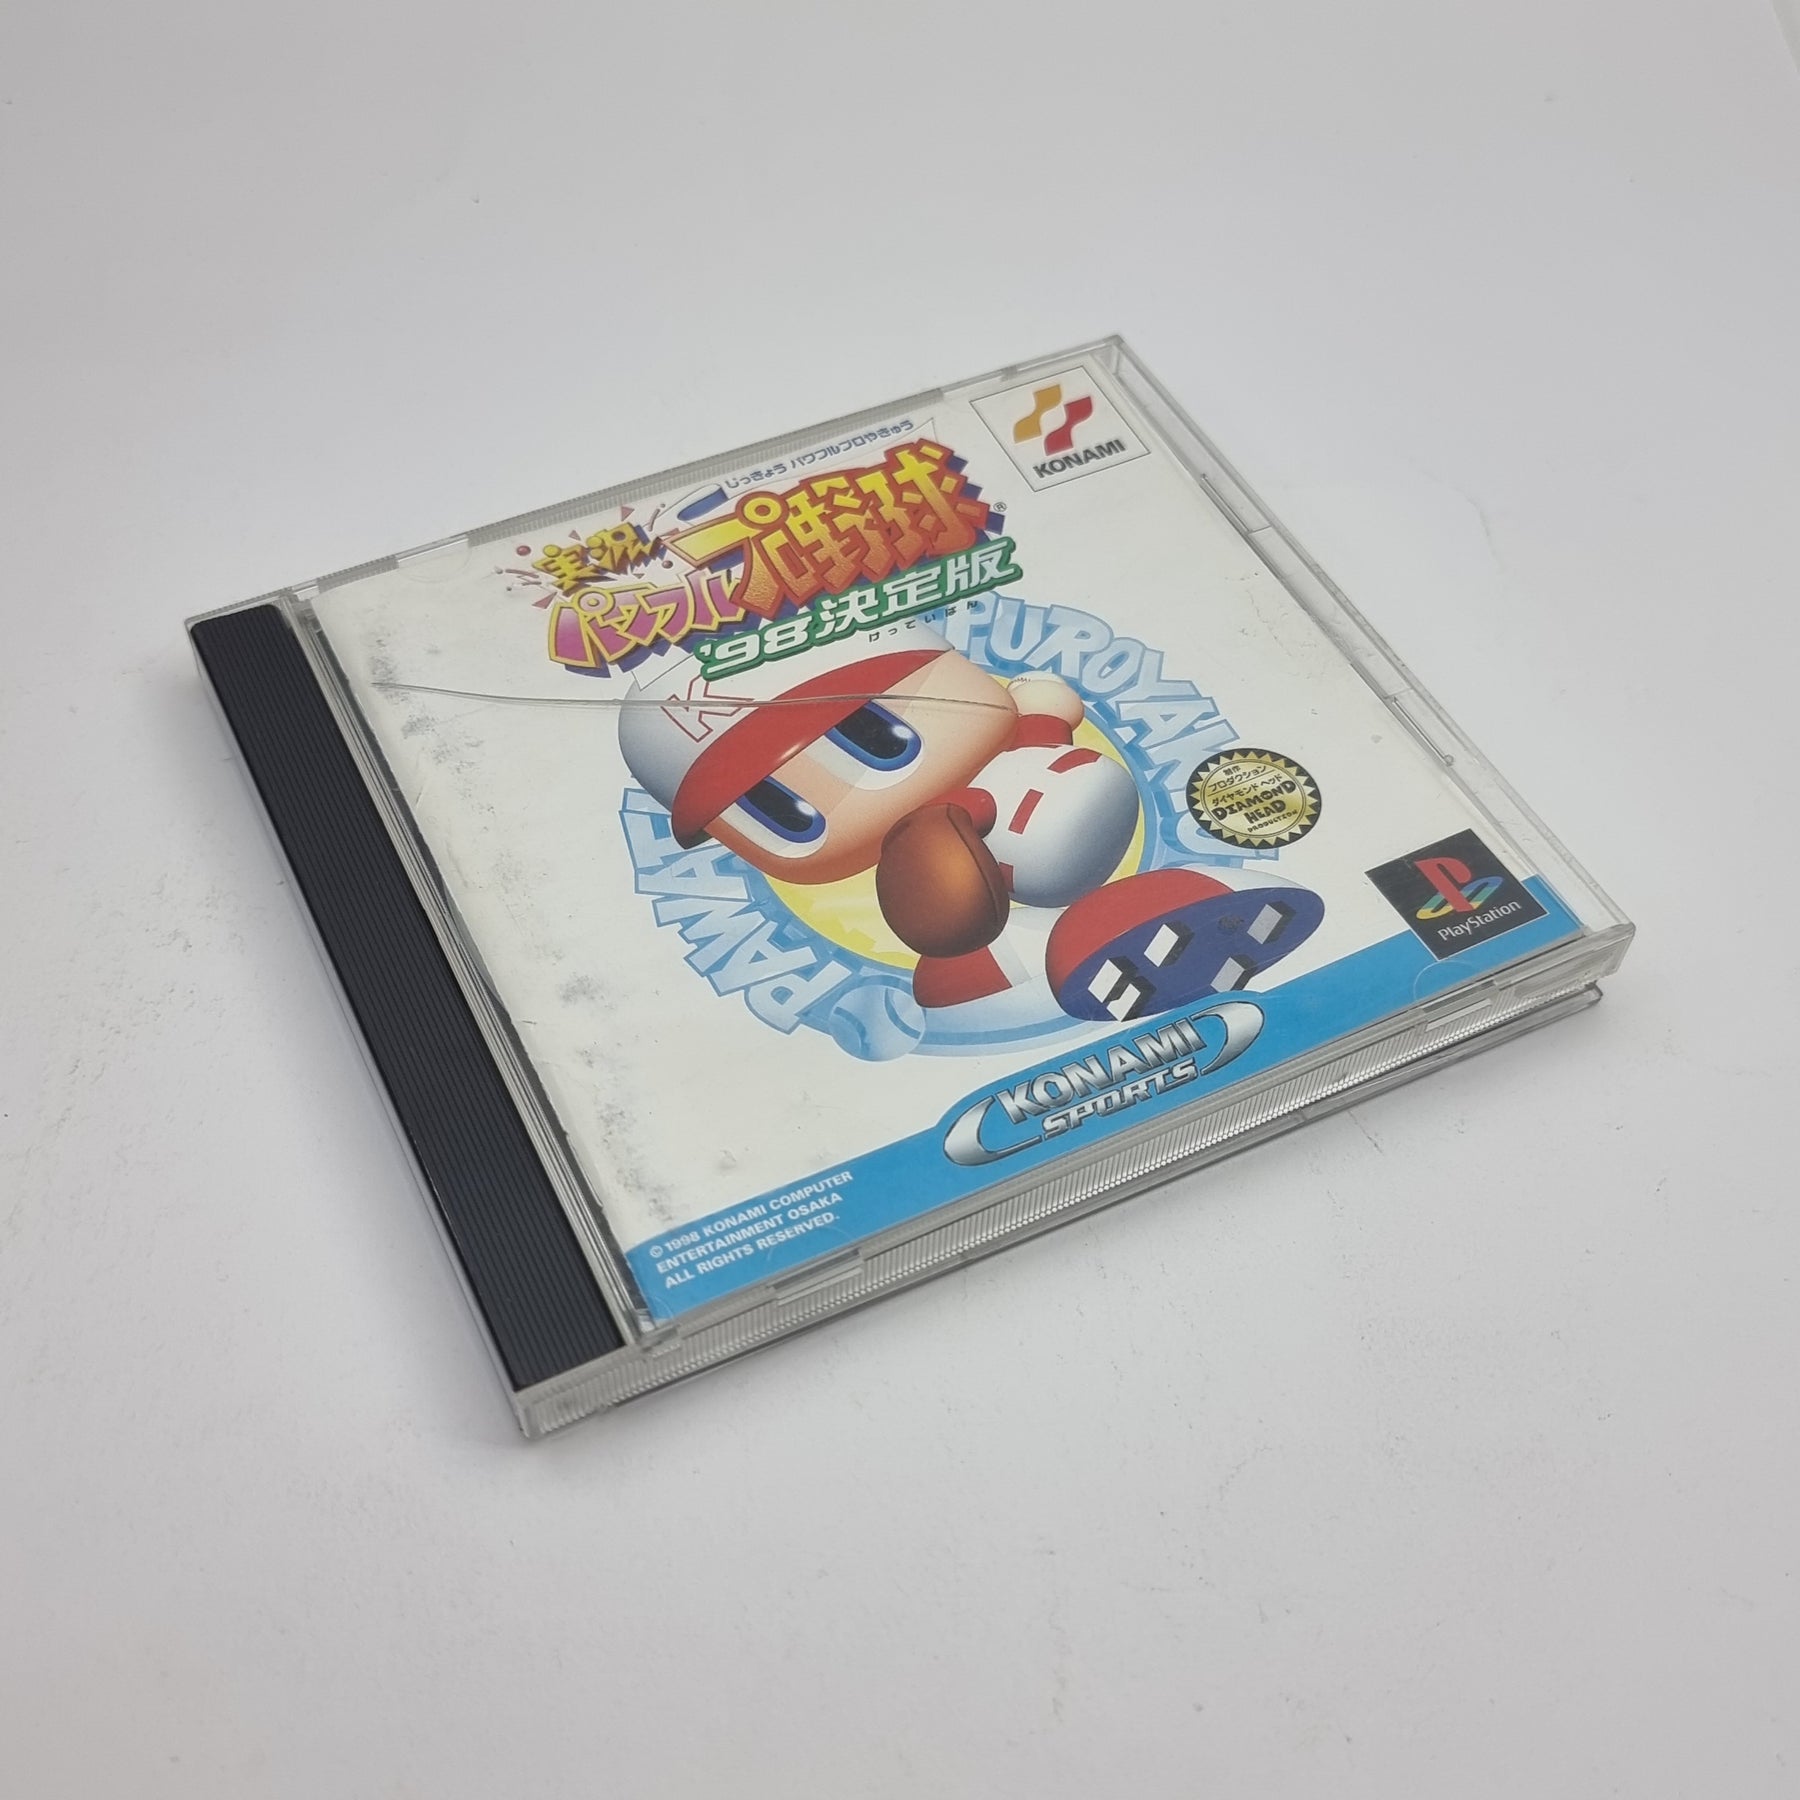 じっきょう パワフルプロやきゅう
実況
パワフルプロ野球®
'98決定版
けっていばん
KONAMI
K
PAWAFURU
PUROYAKYU
制作
プロダクション
ダイヤモンドヘッド
DIAMOND
HEAD
PRODUCTION
PlayStation
KONAMI
SPORTS
© 1998 KONAMI COMPUTER
ENTERTAINMENT OSAKA
ALL RIGHTS RESERVED.